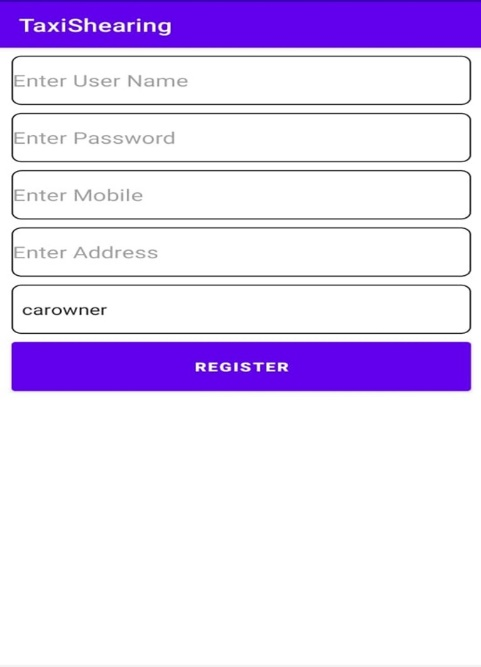 TaxiShearing
Enter User Name
Enter Password
Enter Mobile
Enter Address
carowner
REGISTER